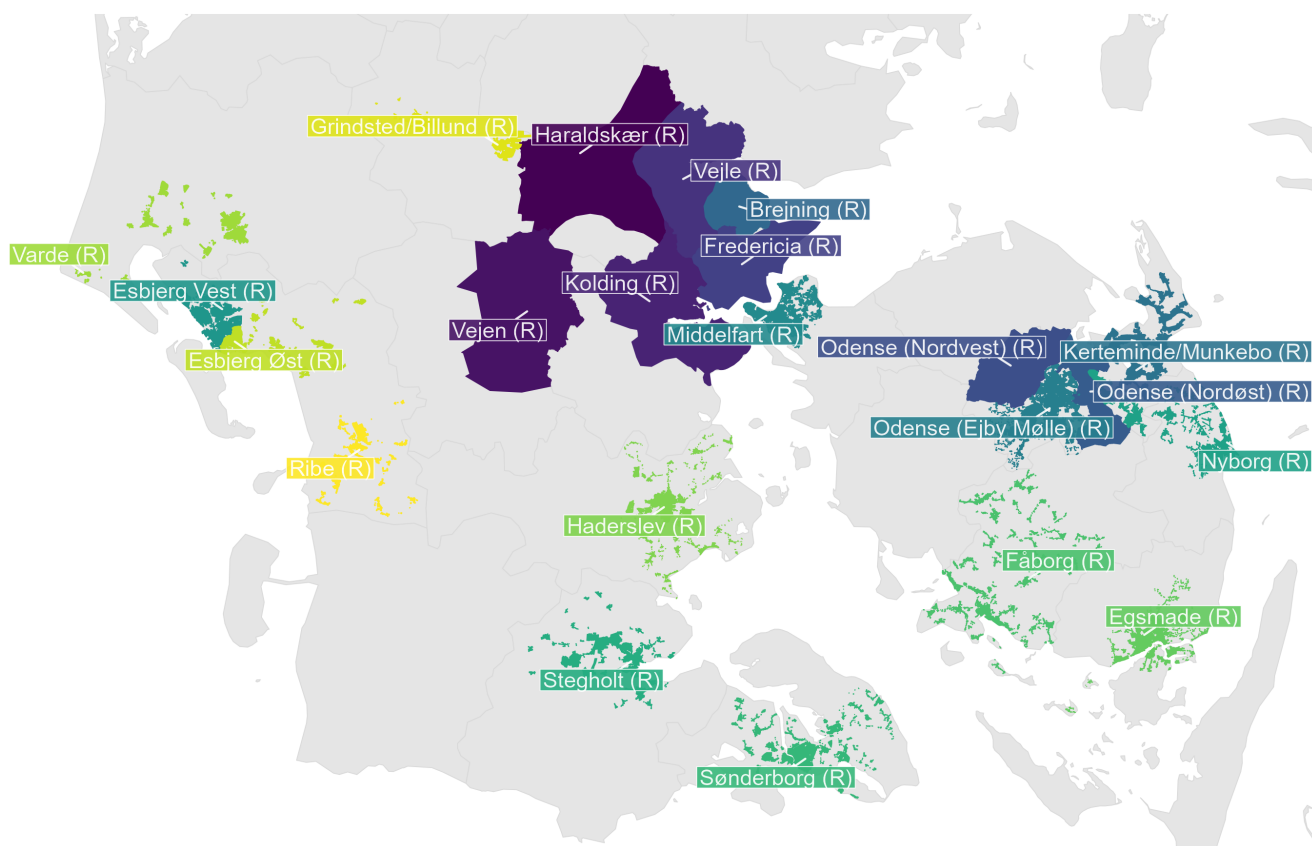 Grindsted/Billund (R)
Haraldskær (R)
Vejle (R)
Brejning (R)
Fredericia (R)
Varde (R)
Esbjerg Vest (R)
Kolding (R)
Vejen (R)
Middelfart (R)
Esbjerg Øst (R)
Odense (Nordvest) (R)
Kerteminde/Munkebo (R)
Odense (Nordøst) (R)
Odense (Ejby Mølle) (R)
Nyborg (R)
Ribe (R)
Haderslev (R)
Fåborg (R)
Egsmade (R)
Stegholt (R)
Sønderborg (R)